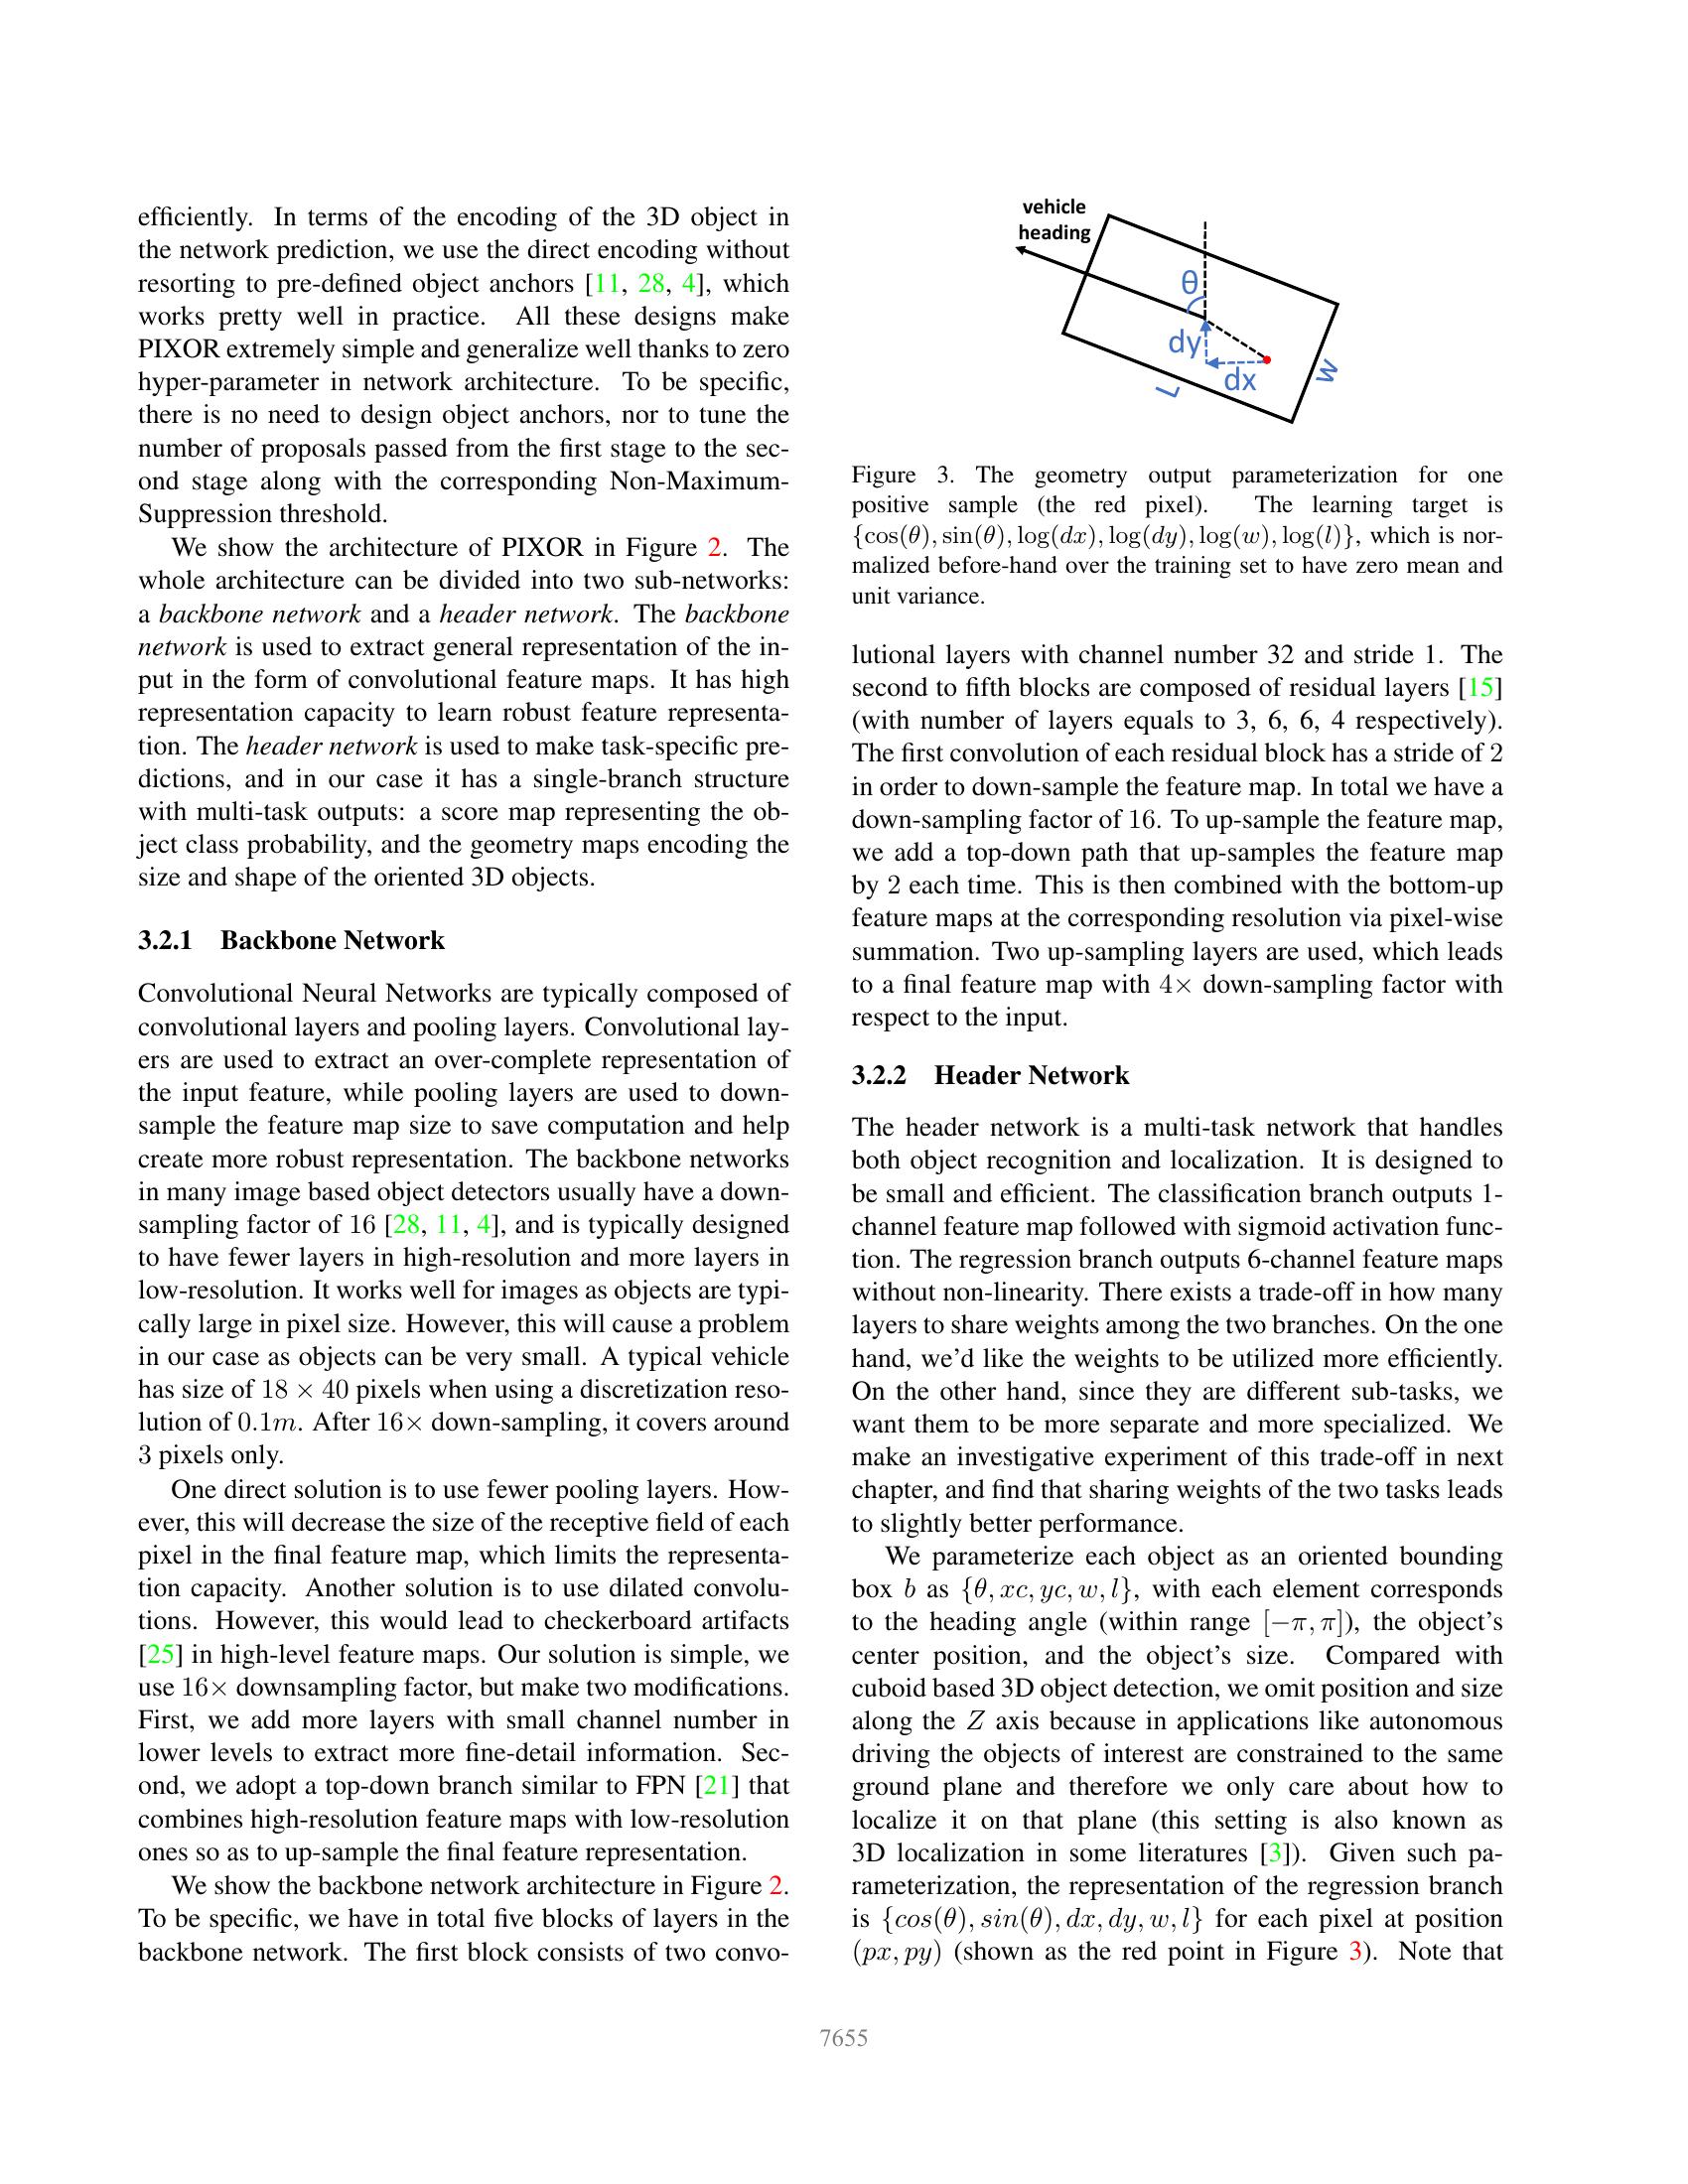 efficiently. In terms of the encoding of the 3D object in
the network prediction, we use the direct encoding without
resorting to pre-defined object anchors [11, 28, 4], which
works pretty well in practice. All these designs make
PIXOR extremely simple and generalize well thanks to zero
hyper-parameter in network architecture. To be specific,
there is no need to design object anchors, nor to tune the
number of proposals passed from the first stage to the sec-
ond stage along with the corresponding Non-Maximum-
Suppression threshold.
We show the architecture of PIXOR in Figure 2. The
whole architecture can be divided into two sub-networks:
a backbone network and a header network. The backbone
network is used to extract general representation of the in-
put in the form of convolutional feature maps. It has high
representation capacity to learn robust feature representa-
tion. The header network is used to make task-specific pre-
dictions, and in our case it has a single-branch structure
with multi-task outputs: a score map representing the ob-
ject class probability, and the geometry maps encoding the
size and shape of the oriented 3D objects.
3.2.1 Backbone Network
Convolutional Neural Networks are typically composed of
convolutional layers and pooling layers. Convolutional lay-
ers are used to extract an over-complete representation of
the input feature, while pooling layers are used to down-
sample the feature map size to save computation and help
create more robust representation. The backbone networks
in many image based object detectors usually have a down-
sampling factor of 16 [28, 11, 4], and is typically designed
to have fewer layers in high-resolution and more layers in
low-resolution. It works well for images as objects are typi-
cally large in pixel size. However, this will cause a problem
in our case as objects can be very small. A typical vehicle
has size of 18 × 40 pixels when using a discretization reso-
lution of 0.1m. After 16× down-sampling, it covers around
3 pixels only.
One direct solution is to use fewer pooling layers. How-
ever, this will decrease the size of the receptive field of each
pixel in the final feature map, which limits the representa-
tion capacity. Another solution is to use dilated convolu-
tions. However, this would lead to checkerboard artifacts
[25] in high-level feature maps. Our solution is simple, we
use 16× downsampling factor, but make two modifications.
First, we add more layers with small channel number in
lower levels to extract more fine-detail information. Sec-
ond, we adopt a top-down branch similar to FPN [21] that
combines high-resolution feature maps with low-resolution
ones so as to up-sample the final feature representation.
We show the backbone network architecture in Figure 2.
To be specific, we have in total five blocks of layers in the
backbone network. The first block consists of two convo-
vehicle
heading
θ
dy
dx
L
W
Figure 3. The geometry output parameterization for one
positive sample (the red pixel). The learning target is
{cos(θ), sin(θ), log(dx), log(dy), log(w), log(l)}, which is nor-
malized before-hand over the training set to have zero mean and
unit variance.
lutional layers with channel number 32 and stride 1. The
second to fifth blocks are composed of residual layers [15]
(with number of layers equals to 3, 6, 6, 4 respectively).
The first convolution of each residual block has a stride of 2
in order to down-sample the feature map. In total we have a
down-sampling factor of 16. To up-sample the feature map,
we add a top-down path that up-samples the feature map
by 2 each time. This is then combined with the bottom-up
feature maps at the corresponding resolution via pixel-wise
summation. Two up-sampling layers are used, which leads
to a final feature map with 4× down-sampling factor with
respect to the input.
3.2.2 Header Network
The header network is a multi-task network that handles
both object recognition and localization. It is designed to
be small and efficient. The classification branch outputs 1-
channel feature map followed with sigmoid activation func-
tion. The regression branch outputs 6-channel feature maps
without non-linearity. There exists a trade-off in how many
layers to share weights among the two branches. On the one
hand, we'd like the weights to be utilized more efficiently.
On the other hand, since they are different sub-tasks, we
want them to be more separate and more specialized. We
make an investigative experiment of this trade-off in next
chapter, and find that sharing weights of the two tasks leads
to slightly better performance.
We parameterize each object as an oriented bounding
box b as {θ, xc, yc, w, l}, with each element corresponds
to the heading angle (within range [−π, π]), the object's
center position, and the object's size. Compared with
cuboid based 3D object detection, we omit position and size
along the Z axis because in applications like autonomous
driving the objects of interest are constrained to the same
ground plane and therefore we only care about how to
localize it on that plane (this setting is also known as
3D localization in some literatures [3]). Given such pa-
rameterization, the representation of the regression branch
is {cos(θ), sin(θ), dx, dy, w, l} for each pixel at position
(px, py) (shown as the red point in Figure 3). Note that
7655